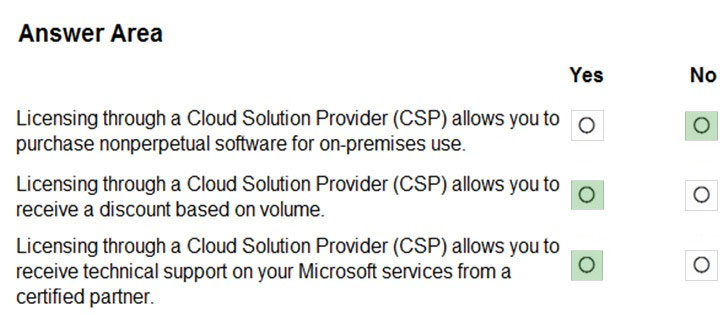 Answer Area
Yes No
Licensing through a Cloud Solution Provider (CSP) allows you to
purchase nonperpetual software for on-premises use.
Licensing through a Cloud Solution Provider (CSP) allows you to
receive a discount based on volume.
Licensing through a Cloud Solution Provider (CSP) allows you to
receive technical support on your Microsoft services from a
certified partner.